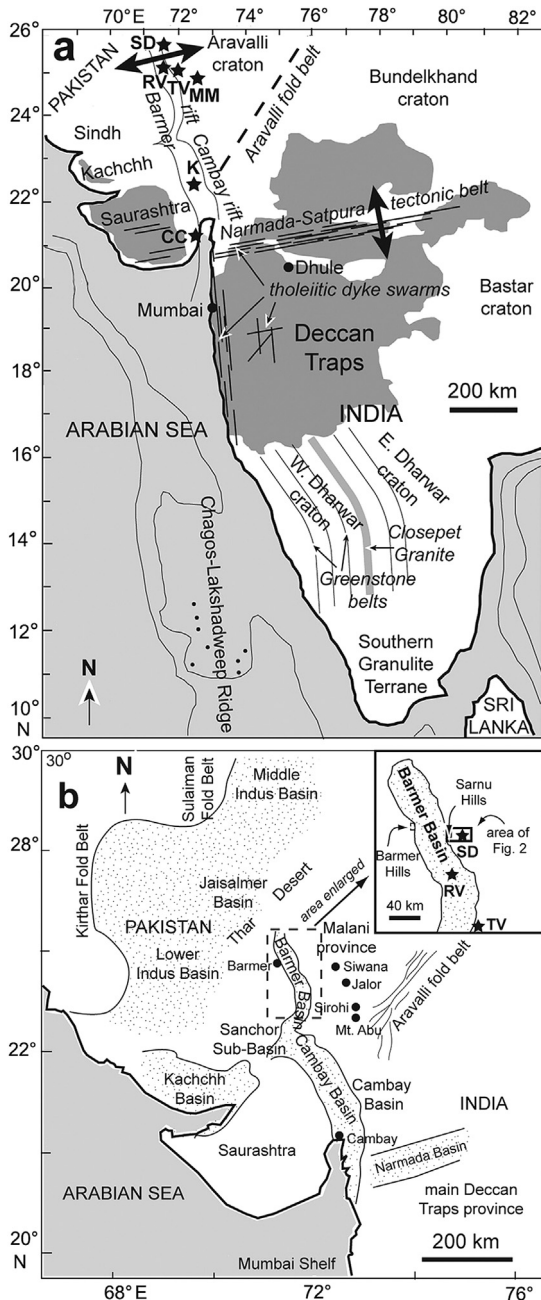 70°E 72° 75° 76° 77° 78° 80° 82°
26°
24°
22°
20°
18°
16°
14°
12°
11°
10°
N
a
SD
Aravalli
craton
PAKISTAN
RV TV MM
Barmer
rift
Cambay rift
Aravalli fold belt
Bundelkhand
craton
Sindh
Kachchh
K
Saurashtra
CC
Narmada-Satpura tectonic belt
Dhule
tholeiitic dyke swarms
Mumbai
Bastar
craton
Deccan
Traps
200 km
INDIA
ARABIAN SEA
W. Dharwar
craton
E. Dharwar
craton
Closepet
Granite
Greenstone
belts
Chagos-Lakshadweep Ridge
N
Southern
Granulite
Terrane
SRI
LANKA
30°
30°
28°
22°
21°
20°
N
b
N
Sulaiman
Fold Belt
Middle
Indus Basin
Kirthar Fold Belt
Jaisalmer
Basin
Thar Desert
area enlarged
PAKISTAN
Lower
Indus Basin
Barmer
Barmer Basin
Malani
province
Siwana
Jalor
Sirohi
Mt. Abu
Aravalli fold belt
Sanchor
Sub-Basin
Cambay Basin
Kachchh
Basin
Cambay
Basin
INDIA
Saurashtra
Cambay
Narmada Basin
ARABIAN SEA
main Deccan
Traps province
Mumbai Shelf
200 km
Barmer Basin
Sarnu
Hills
SD
area of
Fig. 2
Barmer
Hills
RV
40 km
TV
68° 72° E 72° 76°